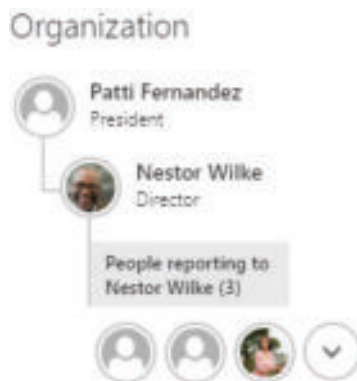 Organization
Patti Fernandez
President
Nestor Wilke
Director
People reporting to
Nestor Wilke (3)